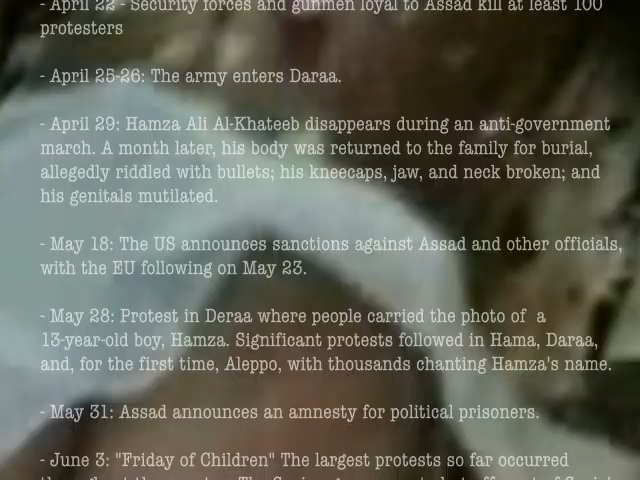 - April 22 - Security forces and gunmen loyal to Assad kill at least 100
protesters
- April 25-26: The army enters Daraa.
- April 29: Hamza Ali Al-Khateeb disappears during an anti-government
march. A month later, his body was returned to the family for burial,
allegedly riddled with bullets; his kneecaps, jaw, and neck broken; and
his genitals mutilated.
- May 18: The US announces sanctions against Assad and other officials,
with the EU following on May 23.
- May 28: Protest in Deraa where people carried the photo of a
13-year-old boy, Hamza. Significant protests followed in Hama, Daraa,
and, for the first time, Aleppo, with thousands chanting Hamza's name.
- May 31: Assad announces an amnesty for political prisoners.
- June 3: "Friday of Children" The largest protests so far occurred